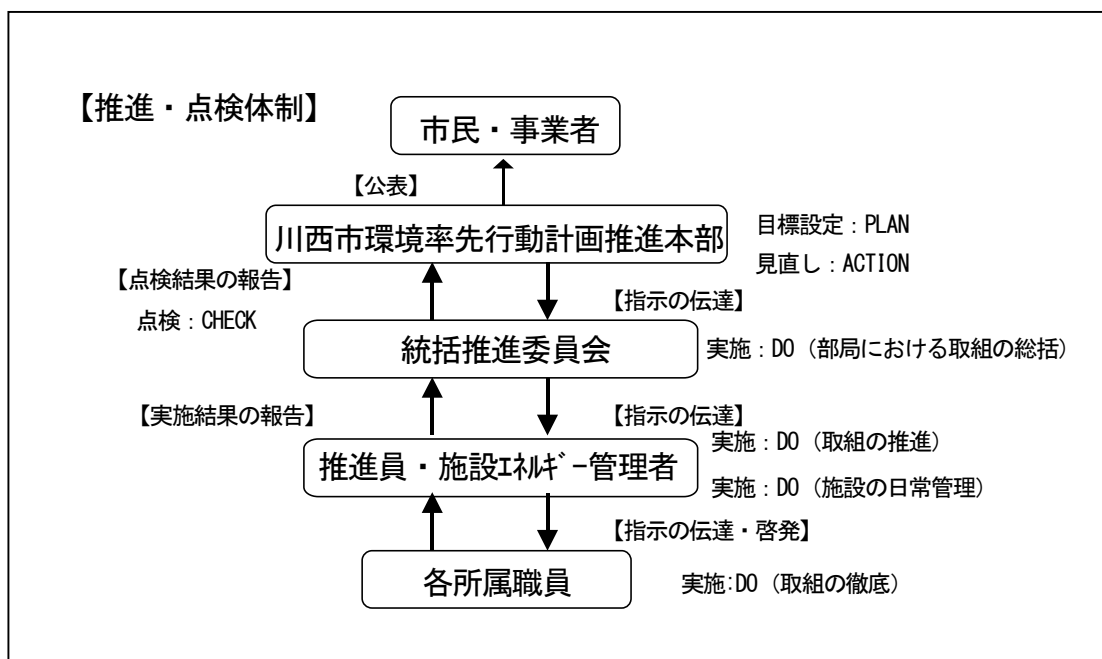 【推進・点検体制】
市民・事業者
【公表】
川西市環境率先行動計画推進本部
目標設定：PLAN
見直し：ACTION
【点検結果の報告】
点検：CHECK
【指示の伝達】
統括推進委員会
実施：DO（部局における取組の総括）
【実施結果の報告】
【指示の伝達】
推進員・施設ｴﾈﾙｷﾞｰ管理者
実施：DO（取組の推進）
実施：DO（施設の日常管理）
【指示の伝達・啓発】
各所属職員
実施:DO（取組の徹底）